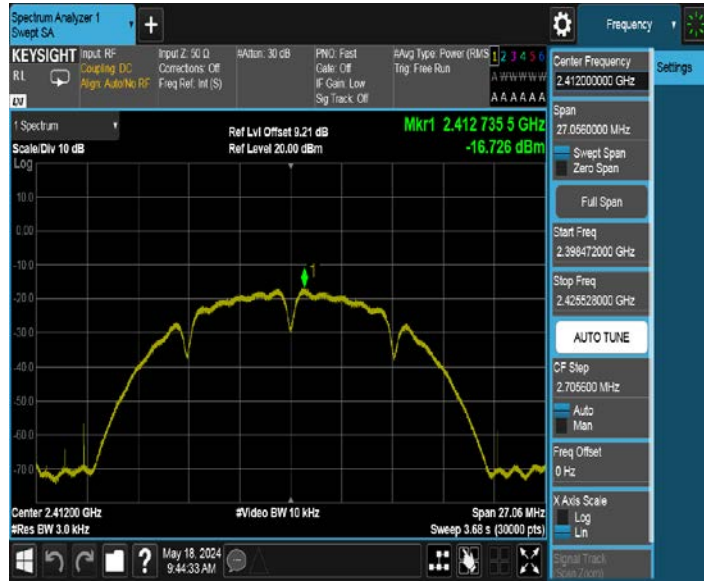 Spectrum Analyzer 1
Swept SA
+
Frequency
KEYSIGHT
RL
Input: RF
Coupling: DC
Align: Auto/No RF
Input Z: 50 Ω
Corrections: Off
Freq Ref: Int (S)
#Atten: 30 dB
PNO: Fast
Gate: Off
IF Gain: Low
Sig Track: Off
#Avg Type: Power (RMS
Trig: Free Run
1 2 3 4 5 6
A W W W W W
A A A A A A
1 Spectrum
Scale/Div 10 dB
Ref Lvl Offset 9.21 dB
Ref Level 20.00 dBm
Mkr1 2.412 735 5 GHz
-16.726 dBm
Log
10.0
0.00
-10.0
-20.0
-30.0
-40.0
-50.0
-60.0
-70.0
1
Center 2.41200 GHz
#Res BW 3.0 kHz
#Video BW 10 kHz
Span 27.06 MHz
Sweep 3.68 s (30000 pts)
?
May 18, 2024
9:44:33 AM
Center Frequency
2.412000000 GHz
Settings
Span
27.0560000 MHz
Swept Span
Zero Span
Full Span
Start Freq
2.398472000 GHz
Stop Freq
2.425528000 GHz
AUTO TUNE
CF Step
2.705600 MHz
Auto
Man
Freq Offset
0 Hz
X Axis Scale
Log
Lin
Signal Track
(Span Zoom)